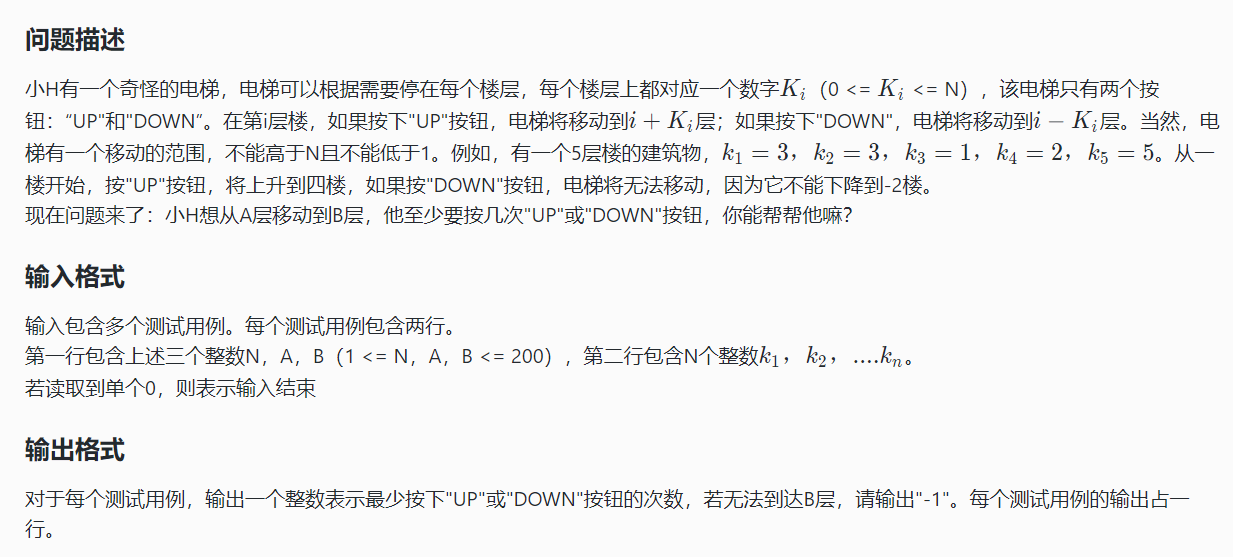 问题描述
小H有一个奇怪的电梯，电梯可以根据需要停在每个楼层，每个楼层上都对应一个数字K_i（0 <= K_i <= N），该电梯只有两个按
钮：“UP"和"DOWN”。在第i层楼，如果按下"UP"按钮，电梯将移动到i + K_i层；如果按下"DOWN"，电梯将移动到i − K_i层。当然，电
梯有一个移动的范围，不能高于N且不能低于1。例如，有一个5层楼的建筑物，k_1 = 3，k_2 = 3，k_3 = 1，k_4 = 2，k_5 = 5。从一
楼开始，按"UP"按钮，将上升到四楼，如果按"DOWN"按钮，电梯将无法移动，因为它不能下降到-2楼。
现在问题来了：小H想从A层移动到B层，他至少要按几次"UP"或"DOWN"按钮，你能帮帮他嘛？
输入格式
输入包含多个测试用例。每个测试用例包含两行。
第一行包含上述三个整数N，A，B（1 <= N，A，B <= 200），第二行包含N个整数k_1，k_2，....k_n。
若读取到单个0，则表示输入结束
输出格式
对于每个测试用例，输出一个整数表示最少按下"UP"或"DOWN"按钮的次数，若无法到达B层，请输出"-1"。每个测试用例的输出占一
行。